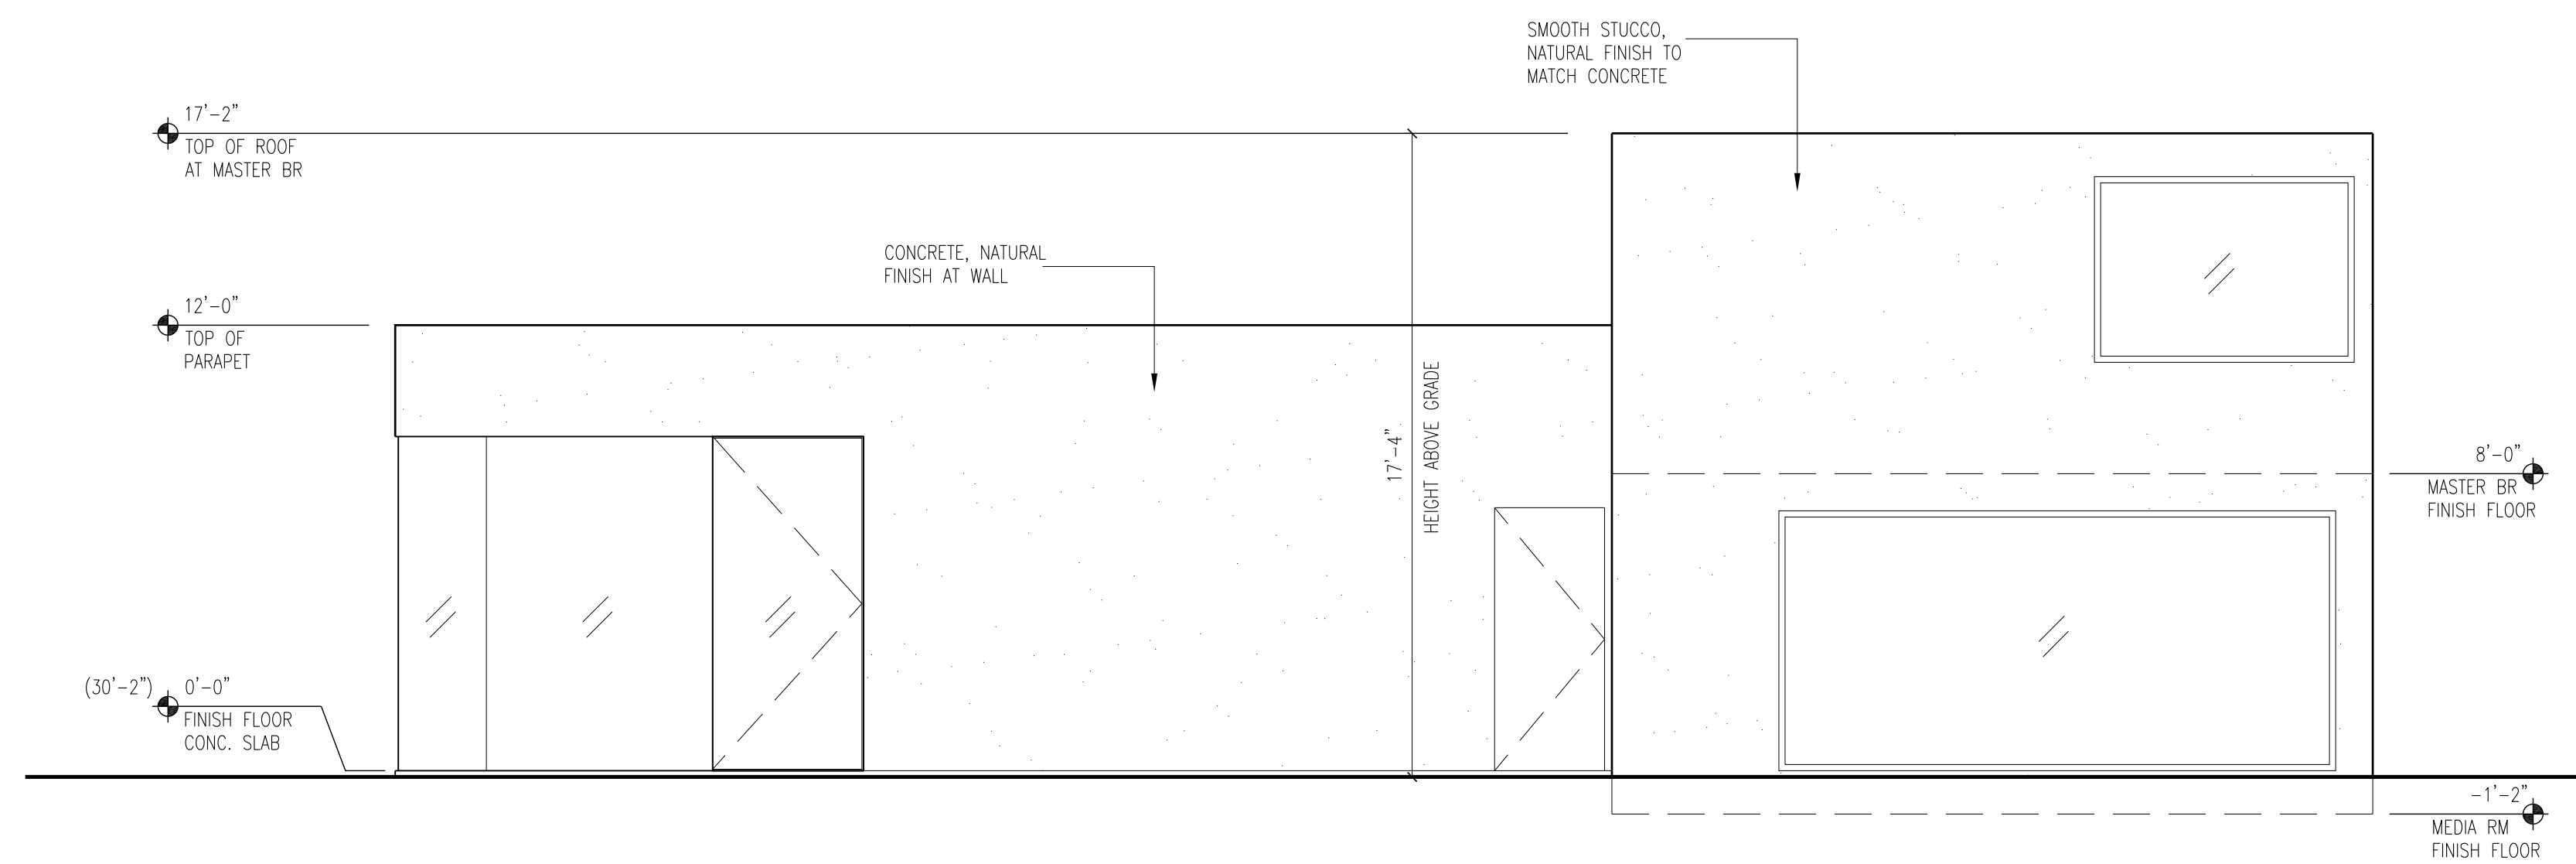 SMOOTH STUCCO,
NATURAL FINISH TO
MATCH CONCRETE
17'-2"
TOP OF ROOF
AT MASTER BR
CONCRETE, NATURAL
FINISH AT WALL
12'-0"
TOP OF
PARAPET
17'-4"
HEIGHT ABOVE GRADE
8'-0"
MASTER BR
FINISH FLOOR
(30'-2") 0'-0"
FINISH FLOOR
CONC. SLAB
-1'-2"
MEDIA RM
FINISH FLOOR